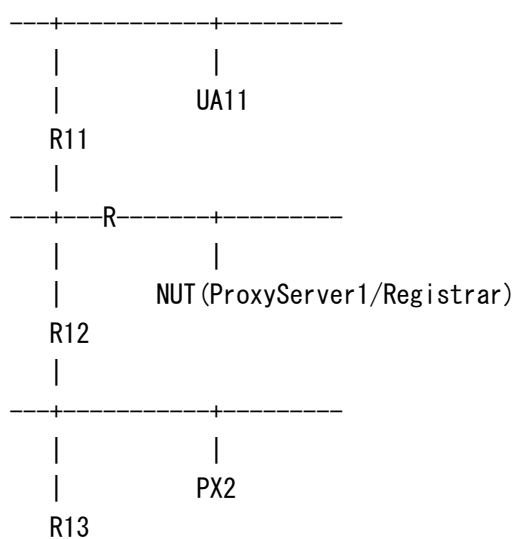 ---+-----------+---------
| |
| UA11
R11
|
---+---R-------+---------
| |
| NUT(ProxyServer1/Registrar)
R12
|
---+-----------+---------
| |
| PX2
R13